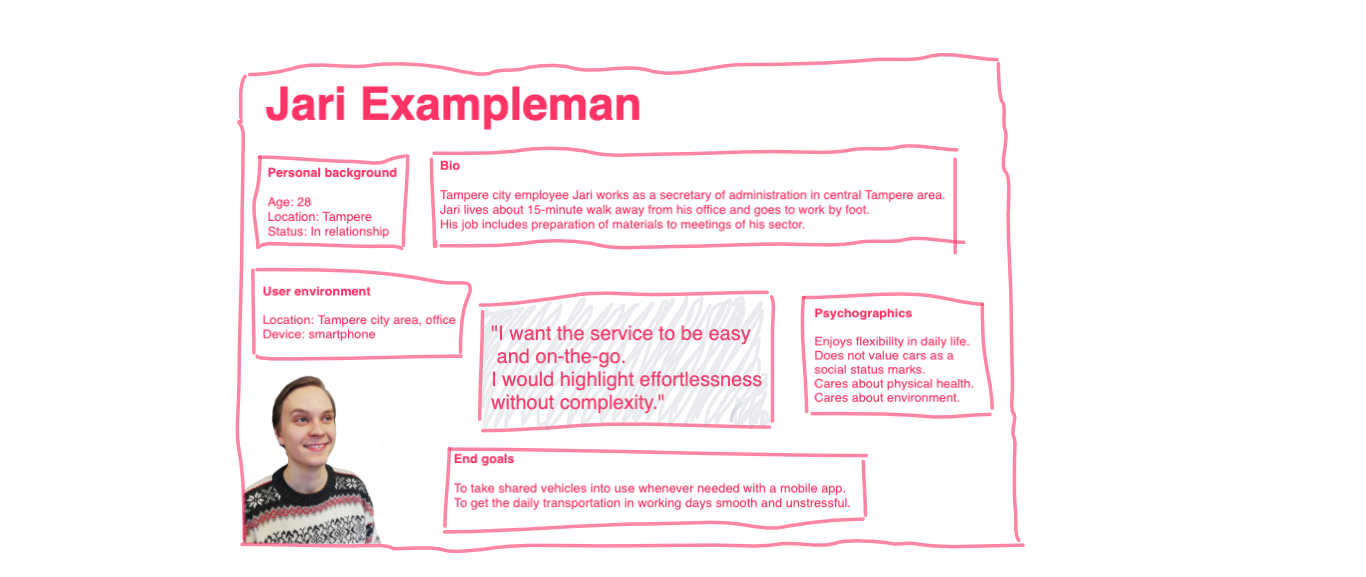 Jari Exampleman
Personal background
Age: 28
Location: Tampere
Status: In relationship
Bio
Tampere city employee Jari works as a secretary of administration in central Tampere area.
Jari lives about 15-minute walk away from his office and goes to work by foot.
His job includes preparation of materials to meetings of his sector.
User environment
Location: Tampere city area, office
Device: smartphone
"I want the service to be easy
and on-the-go.
I would highlight effortlessness
without complexity."
Psychographics
Enjoys flexibility in daily life.
Does not value cars as a
social status marks.
Cares about physical health.
Cares about environment.
End goals
To take shared vehicles into use whenever needed with a mobile app.
To get the daily transportation in working days smooth and unstressful.